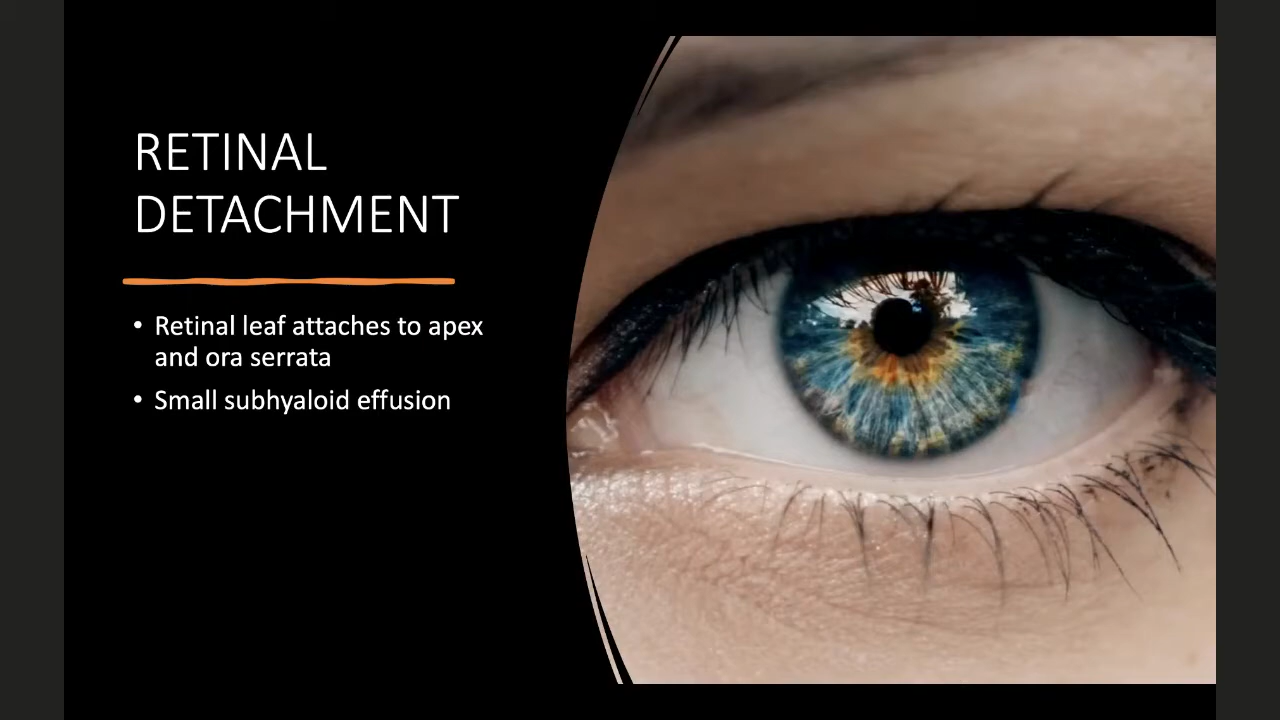 RETINAL
DETACHMENT
• Retinal leaf attaches to apex
and ora serrata
• Small subhyaloid effusion